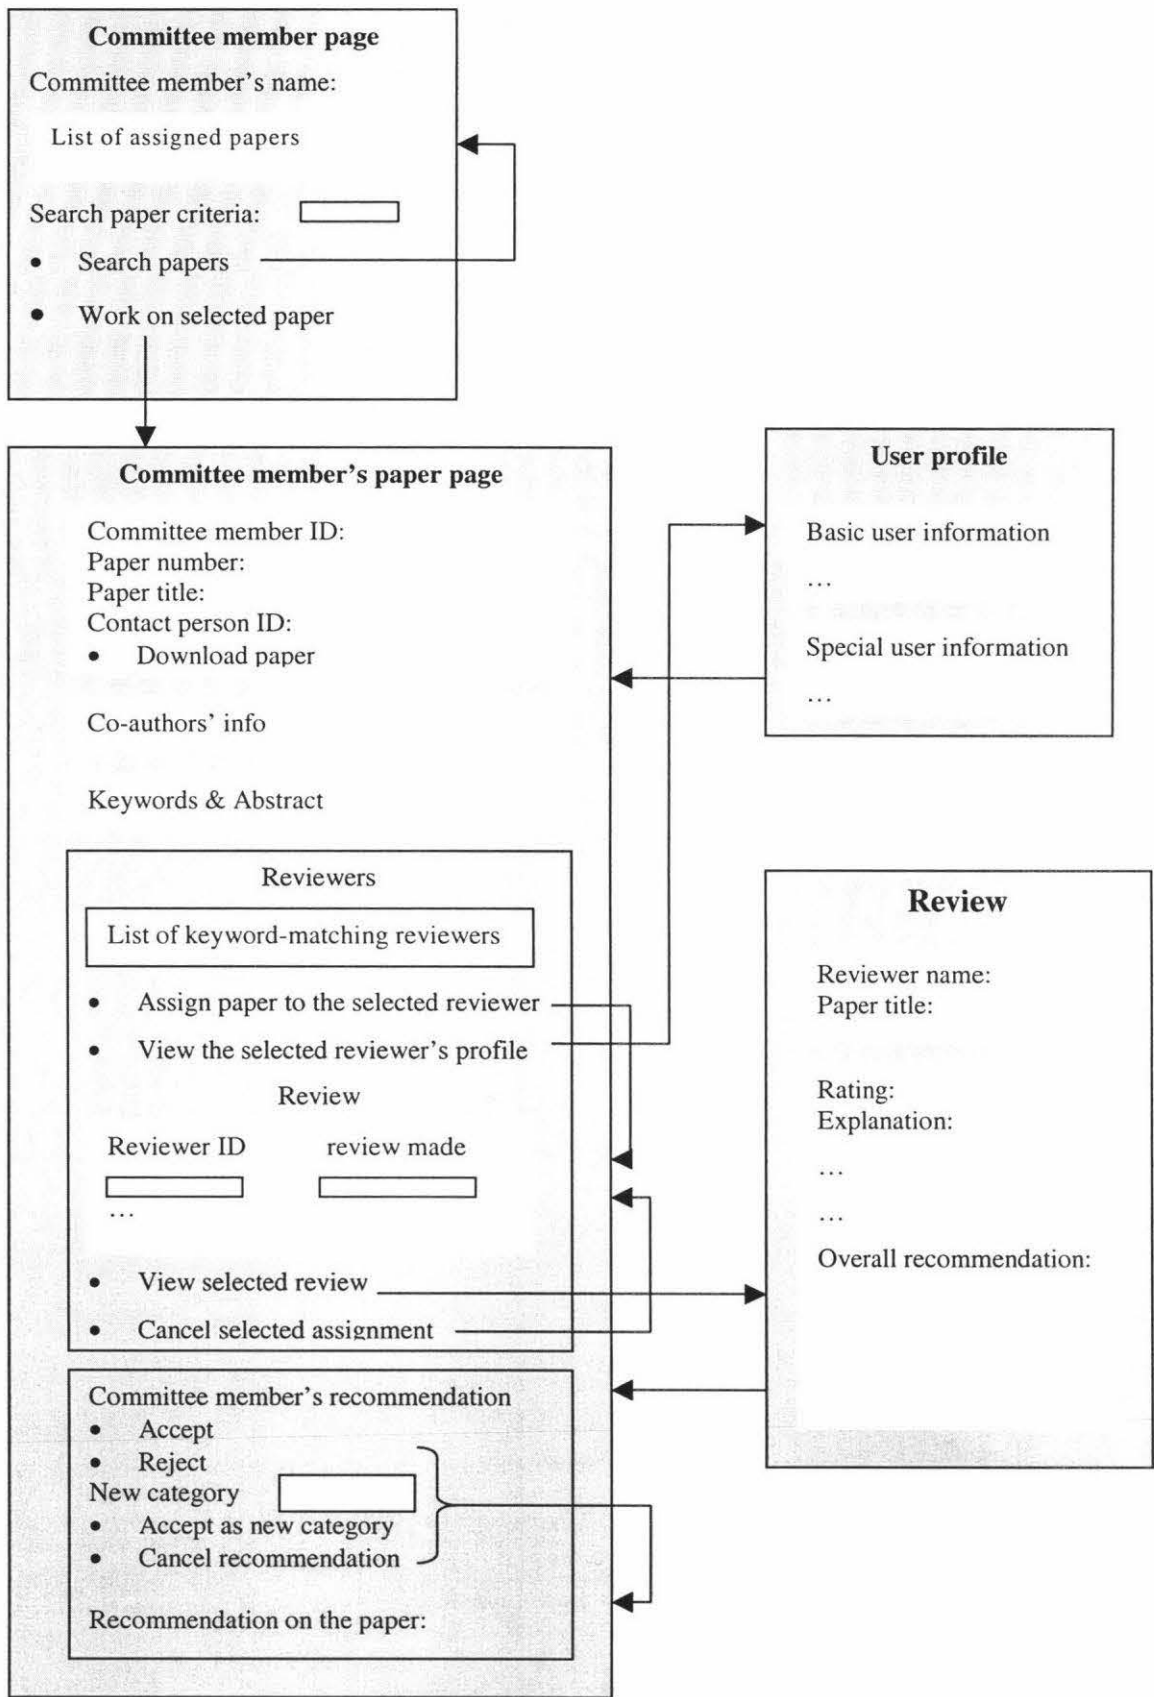 Committee member page
Committee member's name:
List of assigned papers
Search paper criteria:
• Search papers
• Work on selected paper
Committee member's paper page
Committee member ID:
Paper number:
Paper title:
Contact person ID:
• Download paper
Co-authors' info
Keywords & Abstract
Reviewers
List of keyword-matching reviewers
• Assign paper to the selected reviewer
• View the selected reviewer's profile
Review
Reviewer ID review made
…
• View selected review
• Cancel selected assignment
Committee member's recommendation
• Accept
• Reject
New category
• Accept as new category
• Cancel recommendation
Recommendation on the paper:
User profile
Basic user information
…
Special user information
…
Review
Reviewer name:
Paper title:
Rating:
Explanation:
…
…
Overall recommendation: